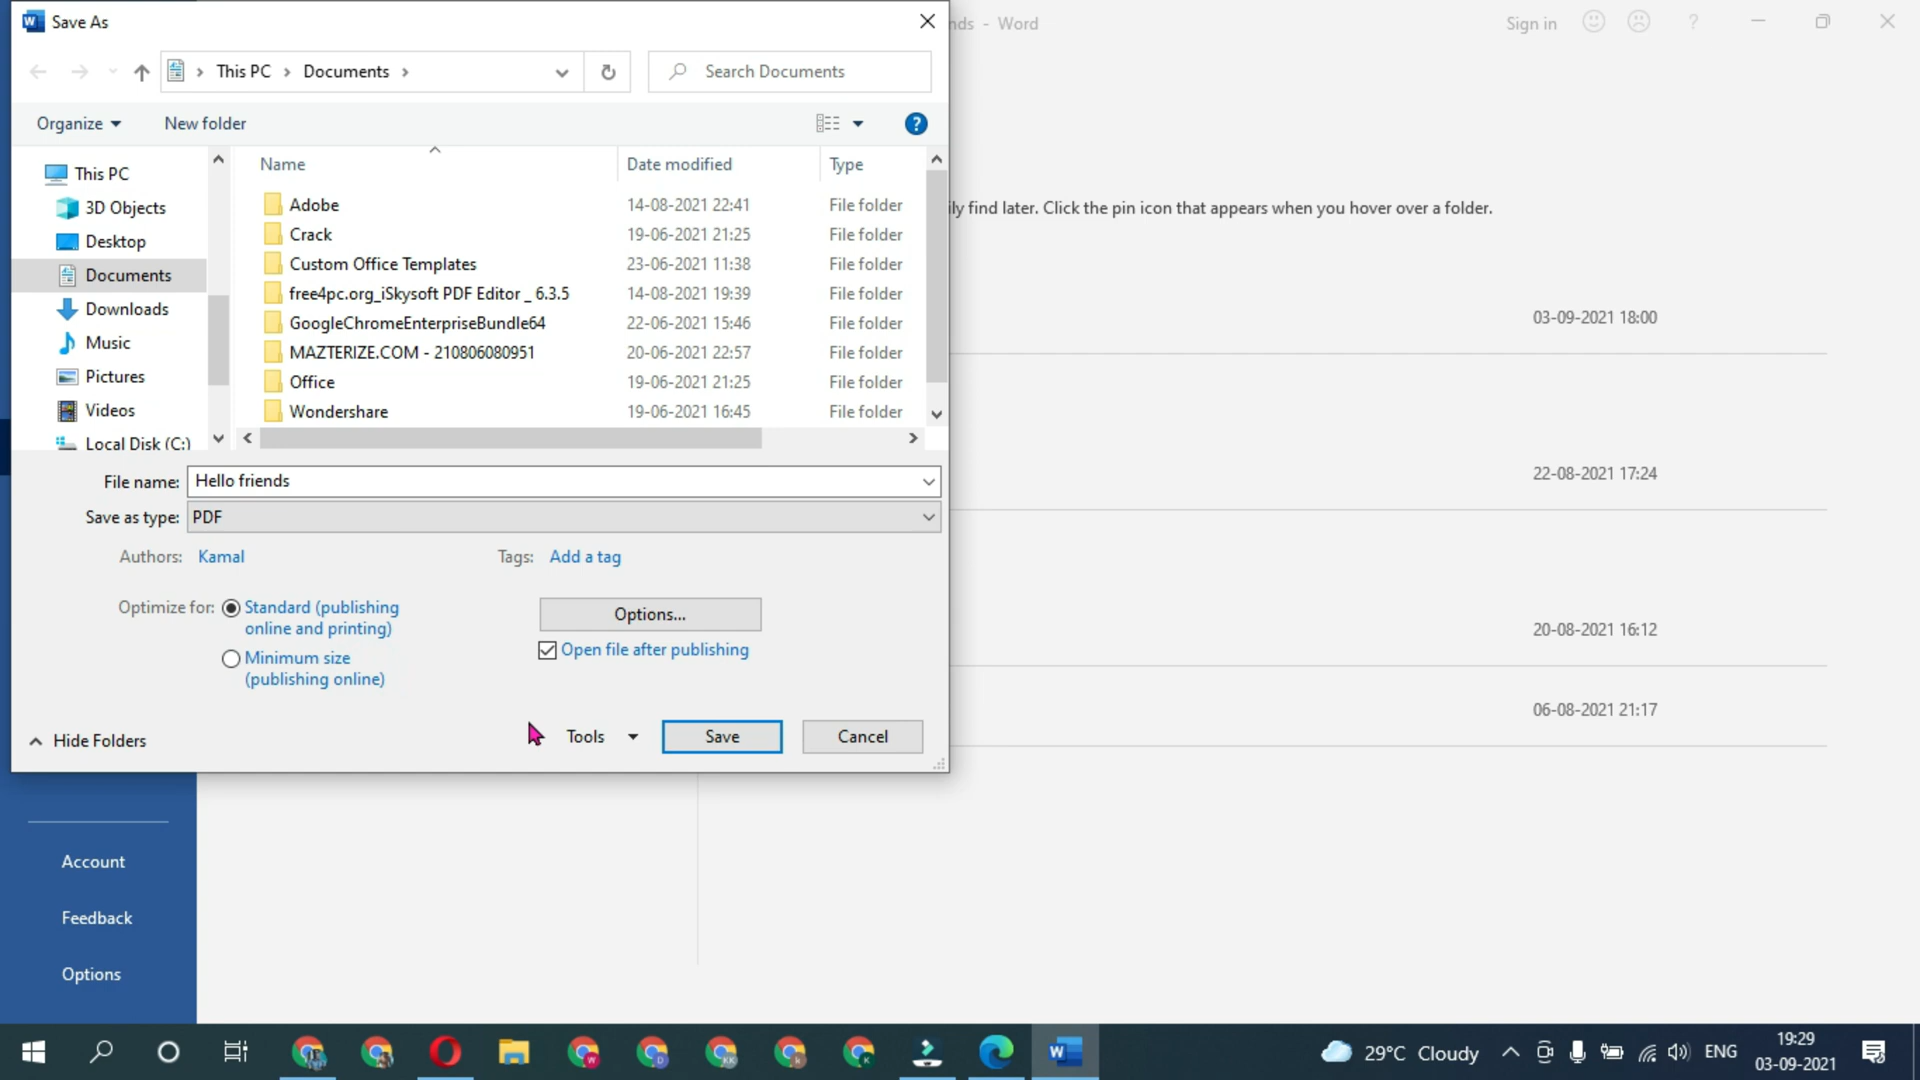 Save As
nds - Word
Sign in
?
This PC
Documents
Search Documents
Organize
New folder
?
Name
Date modified
Type
This PC
3D Objects
Desktop
Documents
Downloads
Music
Pictures
Videos
Local Disk (C:)
Adobe 14-08-2021 22:41 File folder
Crack 19-06-2021 21:25 File folder
Custom Office Templates 23-06-2021 11:38 File folder
free4pc.org_iSkysoft PDF Editor _ 6.3.5 14-08-2021 19:39 File folder
GoogleChromeEnterpriseBundle64 22-06-2021 15:46 File folder
MAZTERIZE.COM - 210806080951 20-06-2021 22:57 File folder
Office 19-06-2021 21:25 File folder
Wondershare 19-06-2021 16:45 File folder
ily find later. Click the pin icon that appears when you hover over a folder.
03-09-2021 18:00
22-08-2021 17:24
20-08-2021 16:12
06-08-2021 21:17
File name: Hello friends
Save as type: PDF
Authors: Kamal
Tags: Add a tag
Optimize for: Standard (publishing
online and printing)
Minimum size
(publishing online)
Options...
Open file after publishing
Hide Folders
Tools
Save
Cancel
Account
Feedback
Options
29°C Cloudy
ENG
19:29
03-09-2021